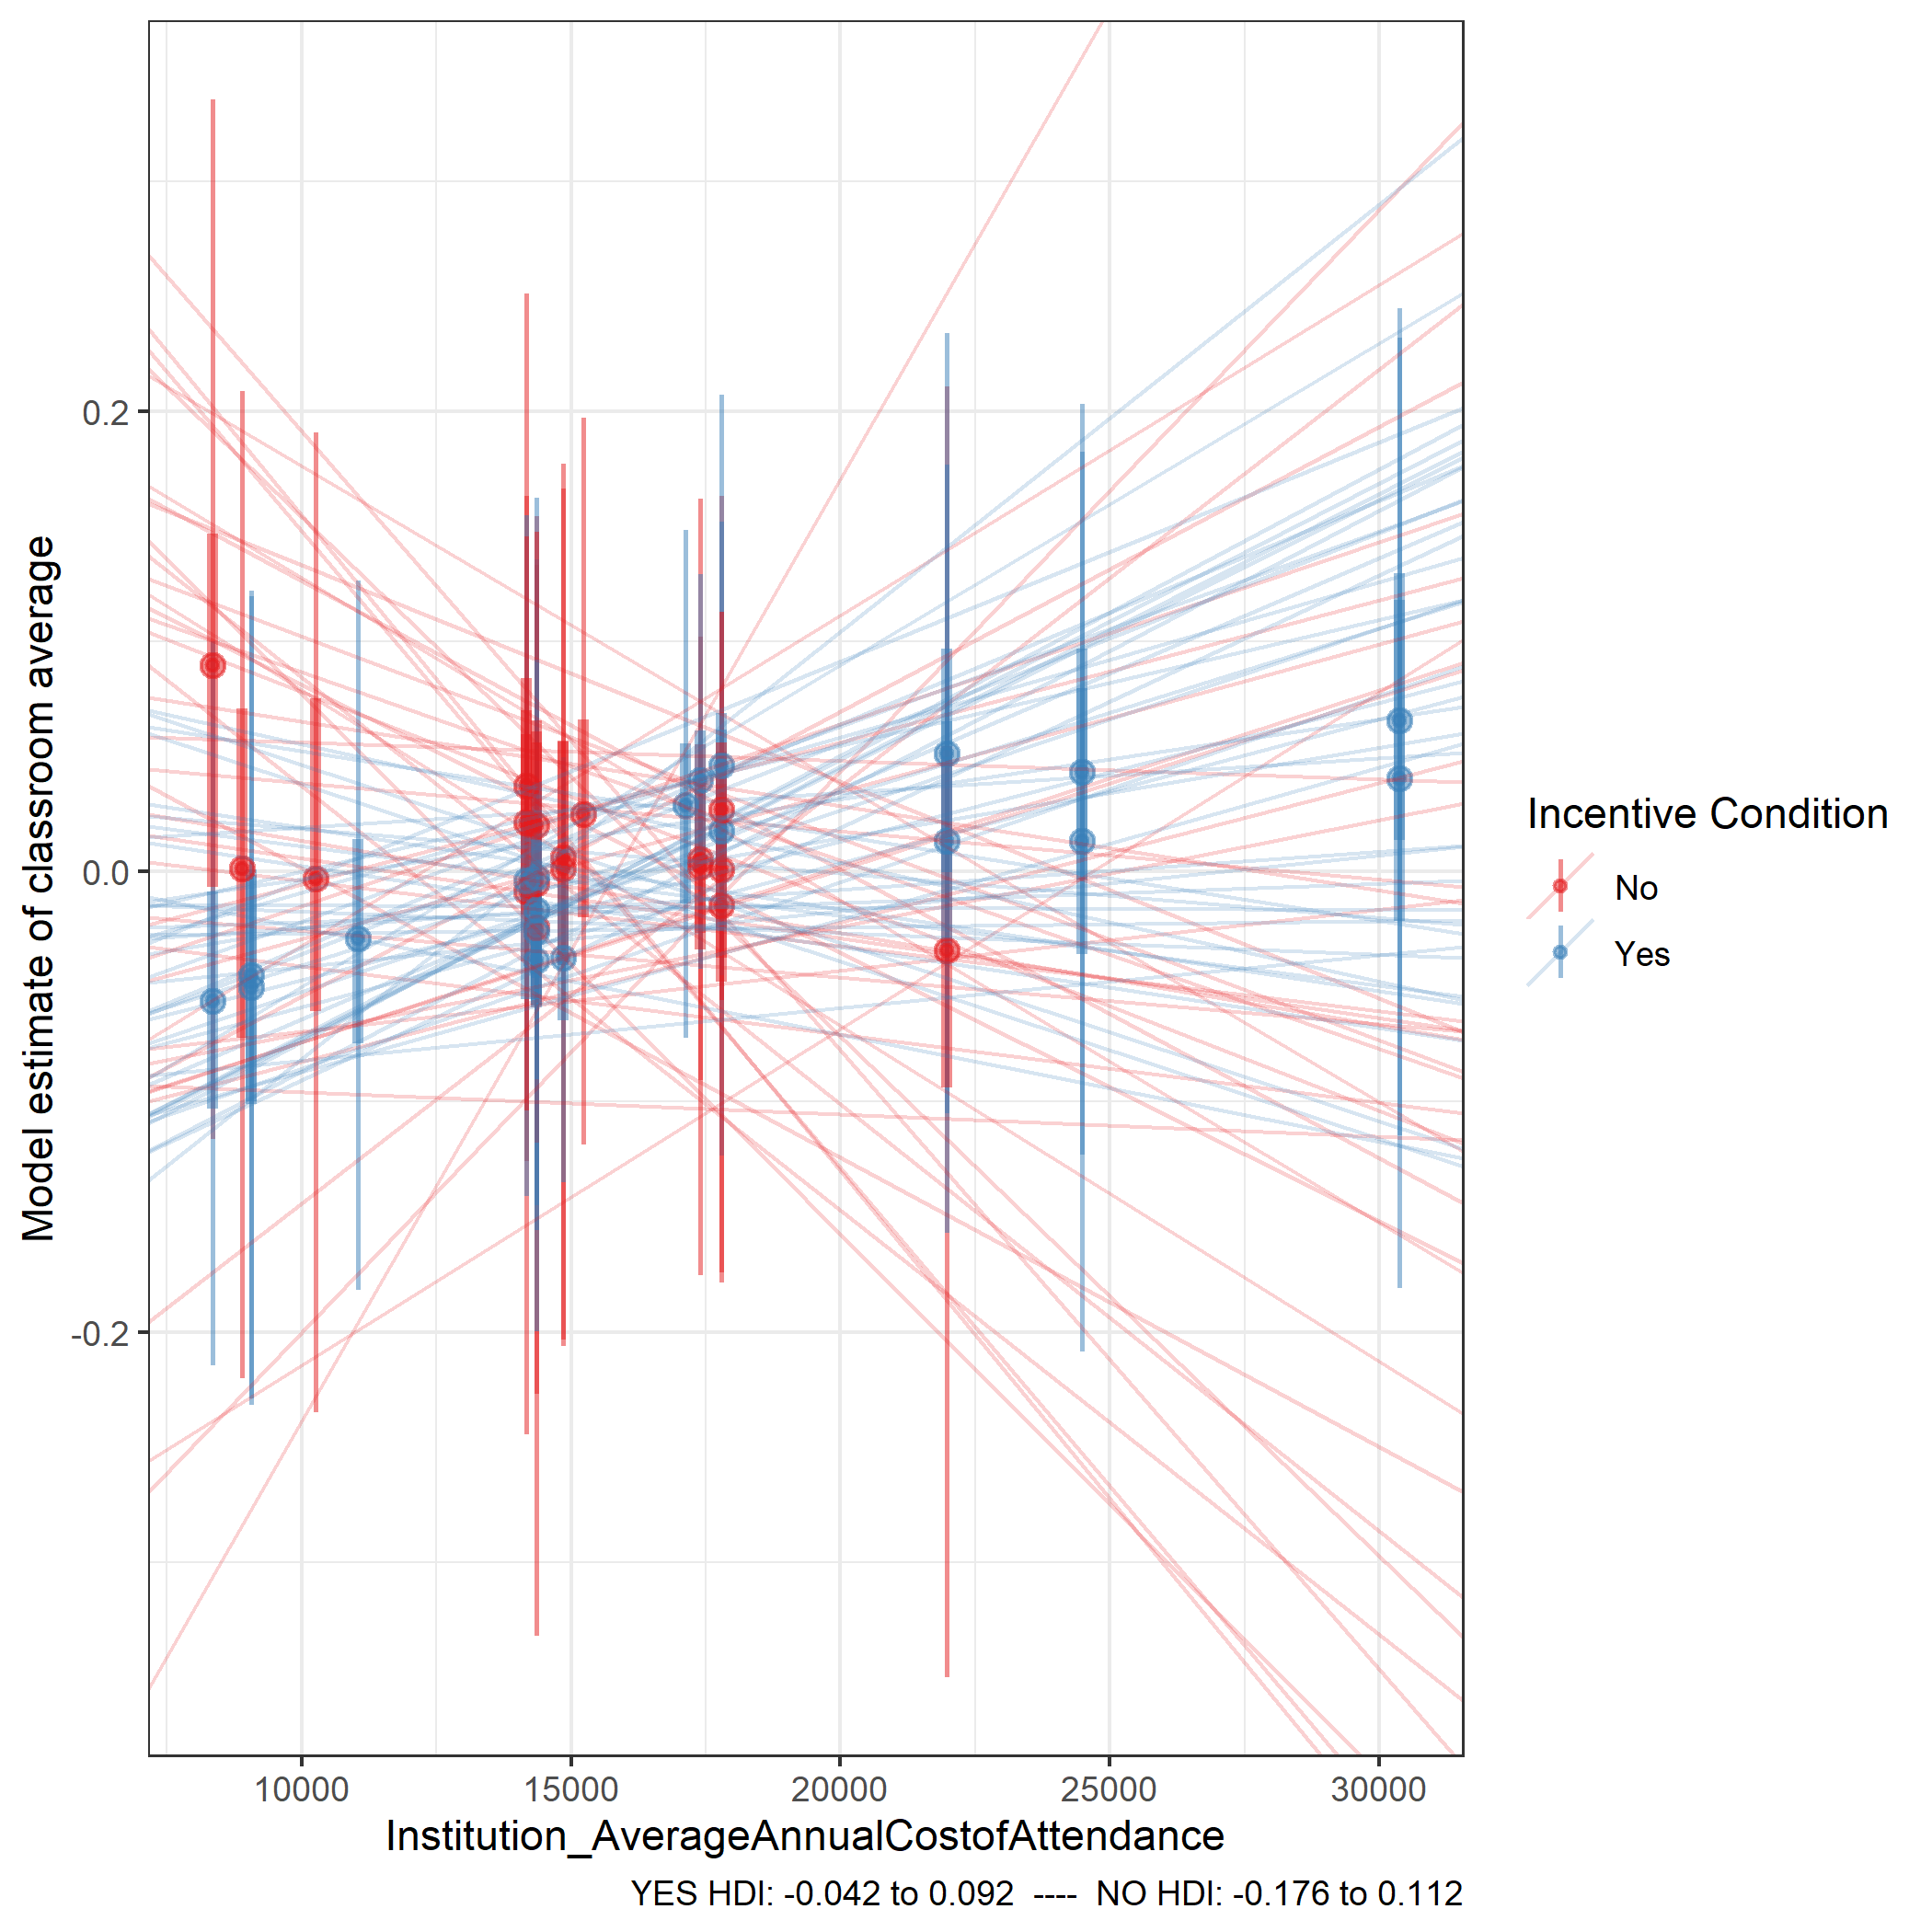 Model estimate of classroom average
0.2
0.0
-0.2
10000
15000
20000
25000
30000
Institution_AverageAnnualCostofAttendance
YES HDI: -0.042 to 0.092 ---- NO HDI: -0.176 to 0.112
Incentive Condition
No
Yes